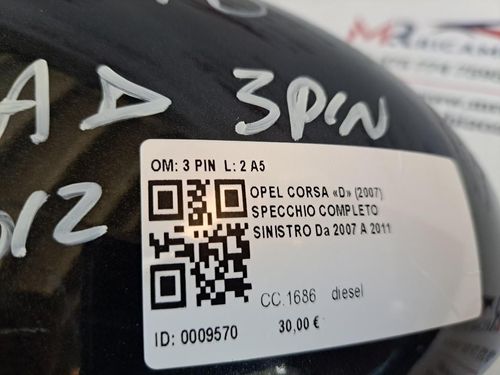 AD 3PIN
OM: 3 PIN L: 2 A5
OPEL CORSA «D» (2007)
SPECCHIO COMPLETO
SINISTRO Da 2007 A 2011
CC.1686 diesel
ID: 0009570
30,00 €